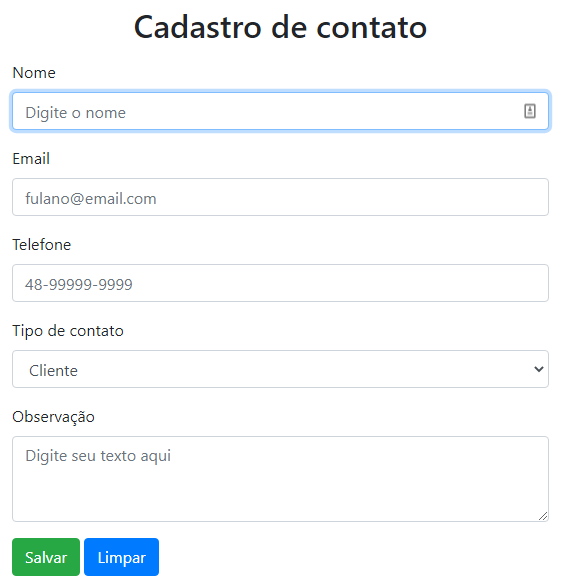 Cadastro de contato
Nome
Digite o nome
Email
fulano@email.com
Telefone
48-99999-9999
Tipo de contato
Cliente
Observação
Digite seu texto aqui
Salvar Limpar